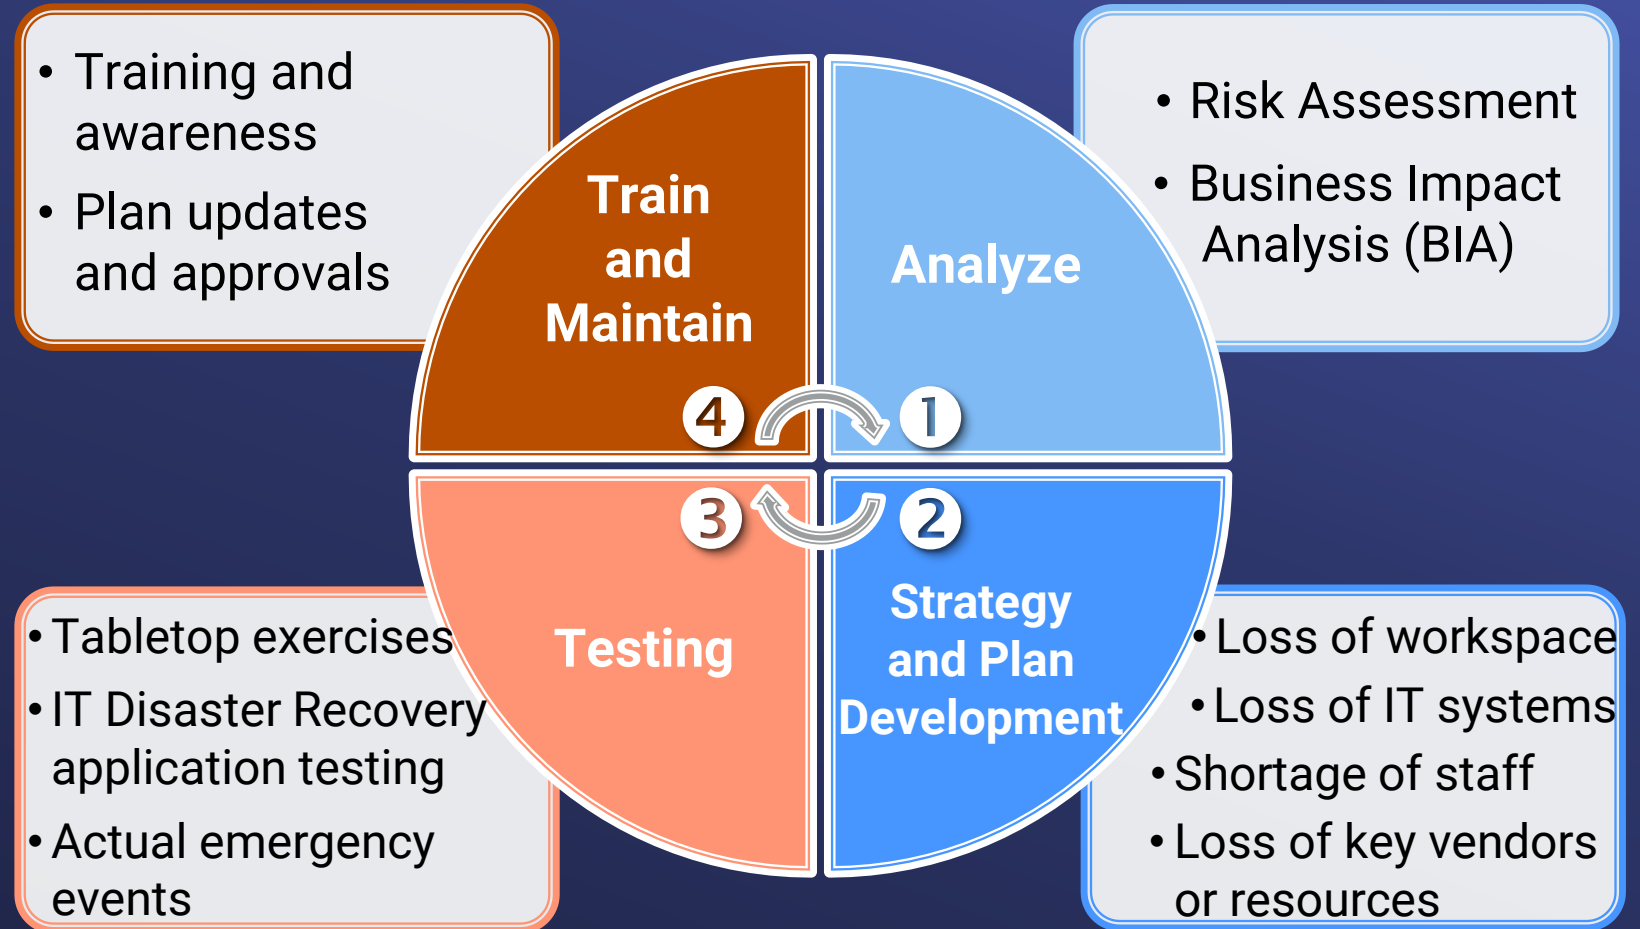 • Training and
awareness
• Plan updates
and approvals
Train
and
Maintain
4
Analyze
1
• Risk Assessment
• Business Impact
Analysis (BIA)
3
Testing
• Tabletop exercises
• IT Disaster Recovery
application testing
• Actual emergency
events
2
Strategy
and Plan
Development
• Loss of workspace
• Loss of IT systems
• Shortage of staff
• Loss of key vendors
or resources